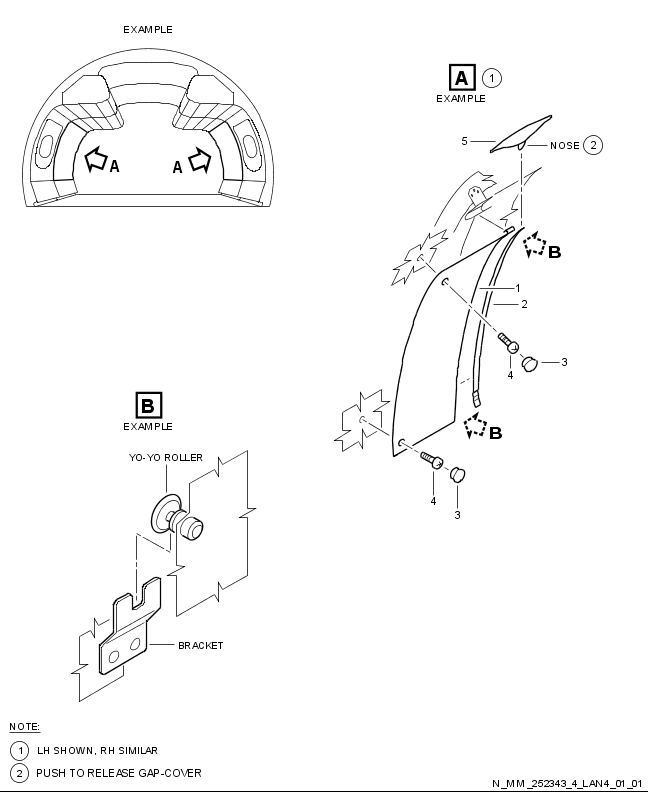 EXAMPLE
A
A
A 1
EXAMPLE
5
NOSE 2
B
1
2
3
4
B
4
3
B
EXAMPLE
YO-YO ROLLER
BRACKET
NOTE:
1 LH SHOWN, RH SIMILAR
2 PUSH TO RELEASE GAP-COVER
N_MM_252343_4_LAN4_01_01